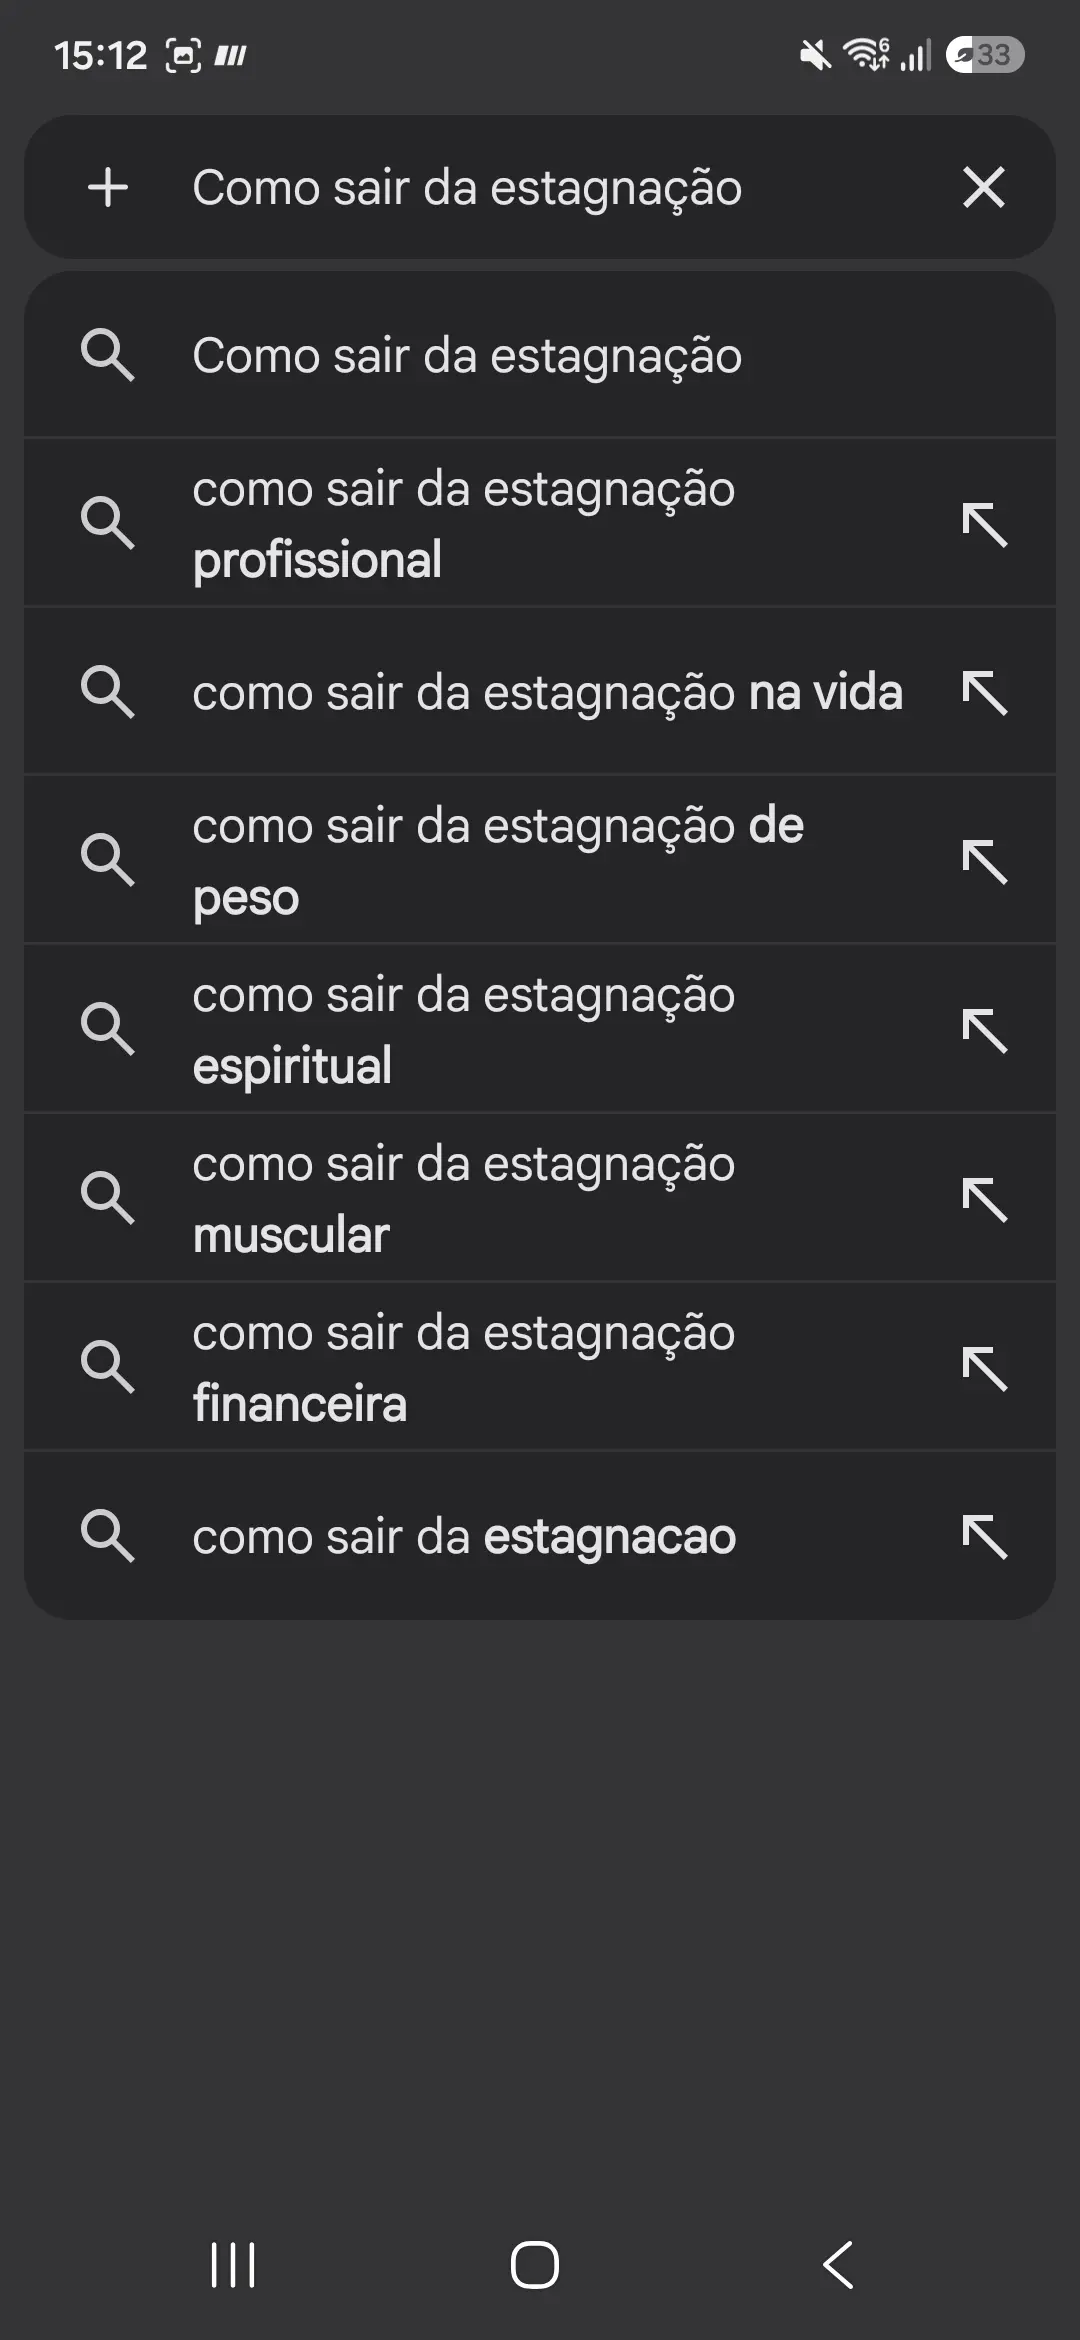 15:12
6
33
Como sair da estagnação
Como sair da estagnação
como sair da estagnação
profissional
como sair da estagnação na vida
como sair da estagnação de
peso
como sair da estagnação
espiritual
como sair da estagnação
muscular
como sair da estagnação
financeira
como sair da estagnacao